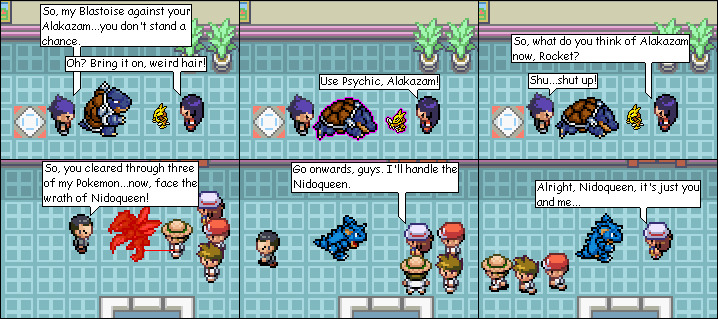 So, my Blastoise against your
Alakazam...you don't stand a
chance.
Oh? Bring it on, weird hair!
Use Psychic, Alakazam!
So, what do you think of Alakazam
now, Rocket?
Shu...shut up!
So, you cleared through three
of my Pokemon...now, face the
wrath of Nidoqueen!
Go onwards, guys. I'll handle the
Nidoqueen.
Alright, Nidoqueen, it's just you
and me...